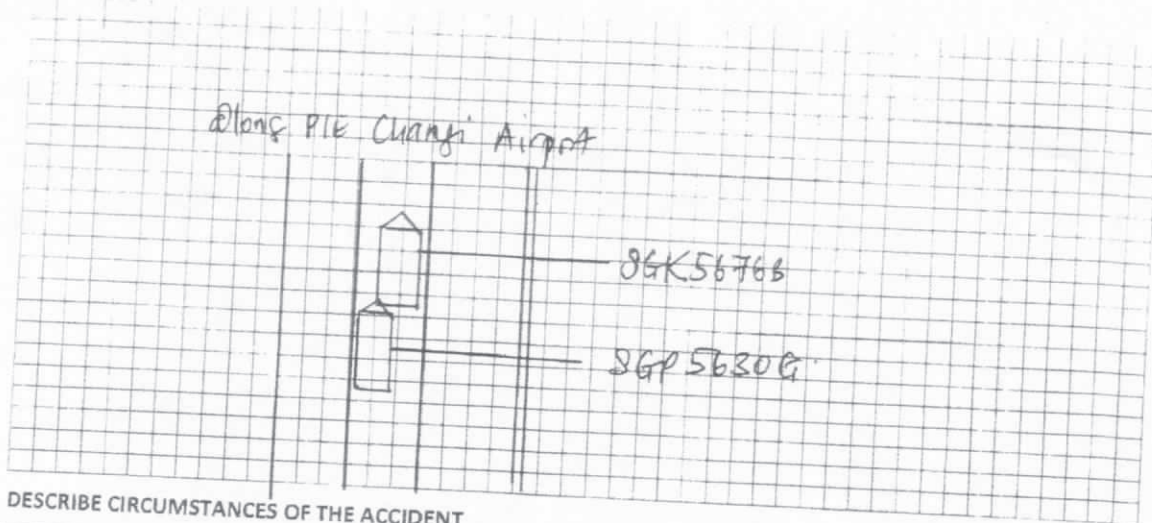 along PIE Changi Airport
SGK5676B
SGP5630G
DESCRIBE CIRCUMSTANCES OF THE ACCIDENT